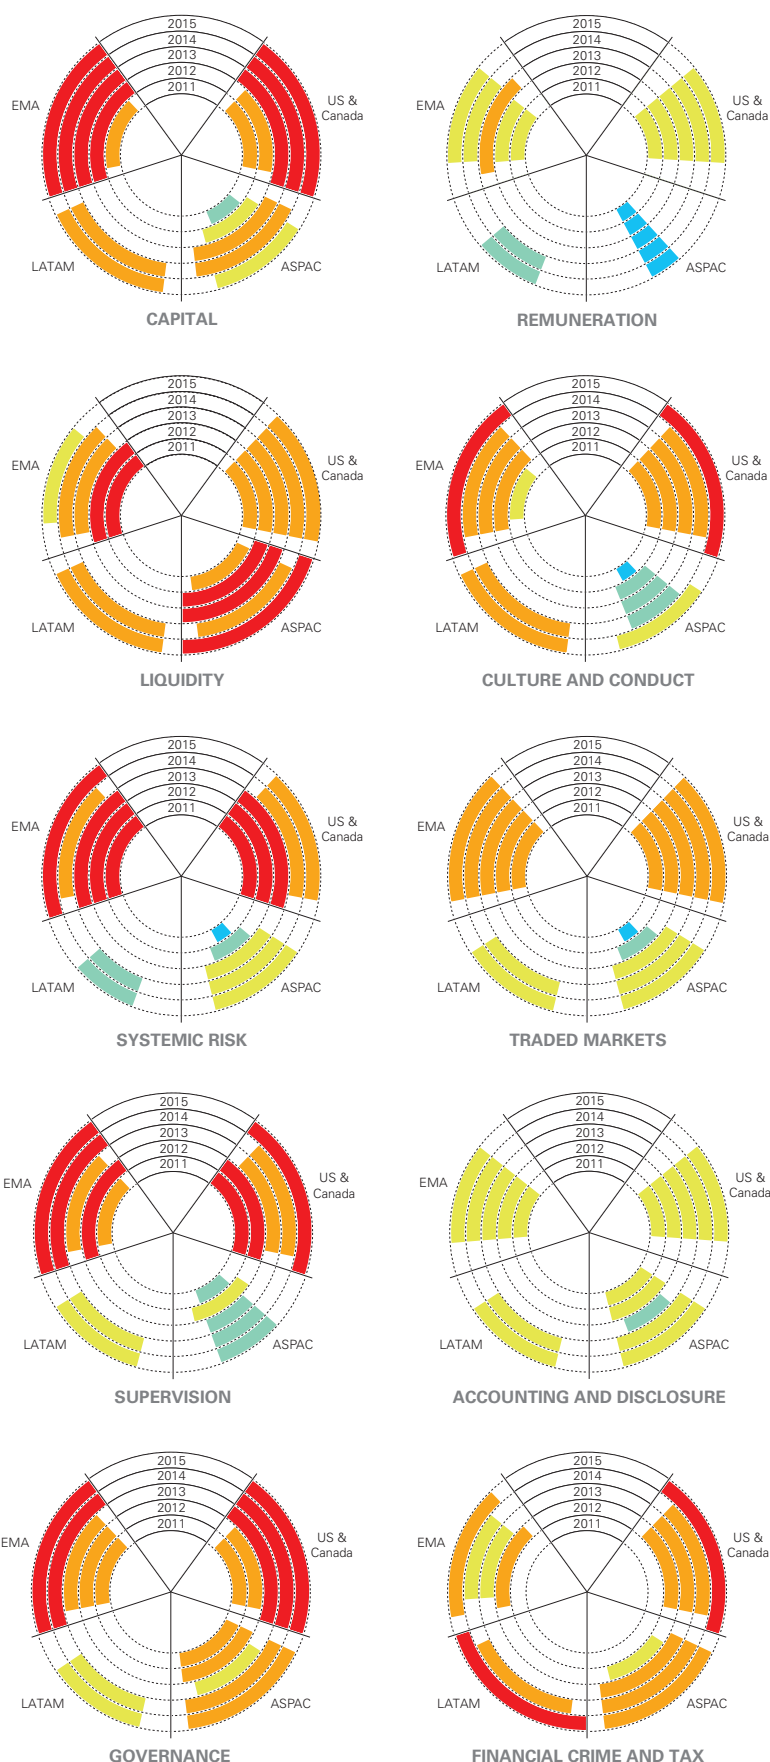 2015
2014
2013
2012
2011
EMA
US &
Canada
LATAM
ASPAC
CAPITAL
2015
2014
2013
2012
2011
EMA
US &
Canada
LATAM
ASPAC
REMUNERATION
2015
2014
2013
2012
2011
EMA
US &
Canada
LATAM
ASPAC
LIQUIDITY
2015
2014
2013
2012
2011
EMA
US &
Canada
LATAM
ASPAC
CULTURE AND CONDUCT
2015
2014
2013
2012
2011
EMA
US &
Canada
LATAM
ASPAC
SYSTEMIC RISK
2015
2014
2013
2012
2011
EMA
US &
Canada
LATAM
ASPAC
TRADED MARKETS
2015
2014
2013
2012
2011
EMA
US &
Canada
LATAM
ASPAC
SUPERVISION
2015
2014
2013
2012
2011
EMA
US &
Canada
LATAM
ASPAC
ACCOUNTING AND DISCLOSURE
2015
2014
2013
2012
2011
EMA
US &
Canada
LATAM
ASPAC
GOVERNANCE
2015
2014
2013
2012
2011
EMA
US &
Canada
LATAM
ASPAC
FINANCIAL CRIME AND TAX